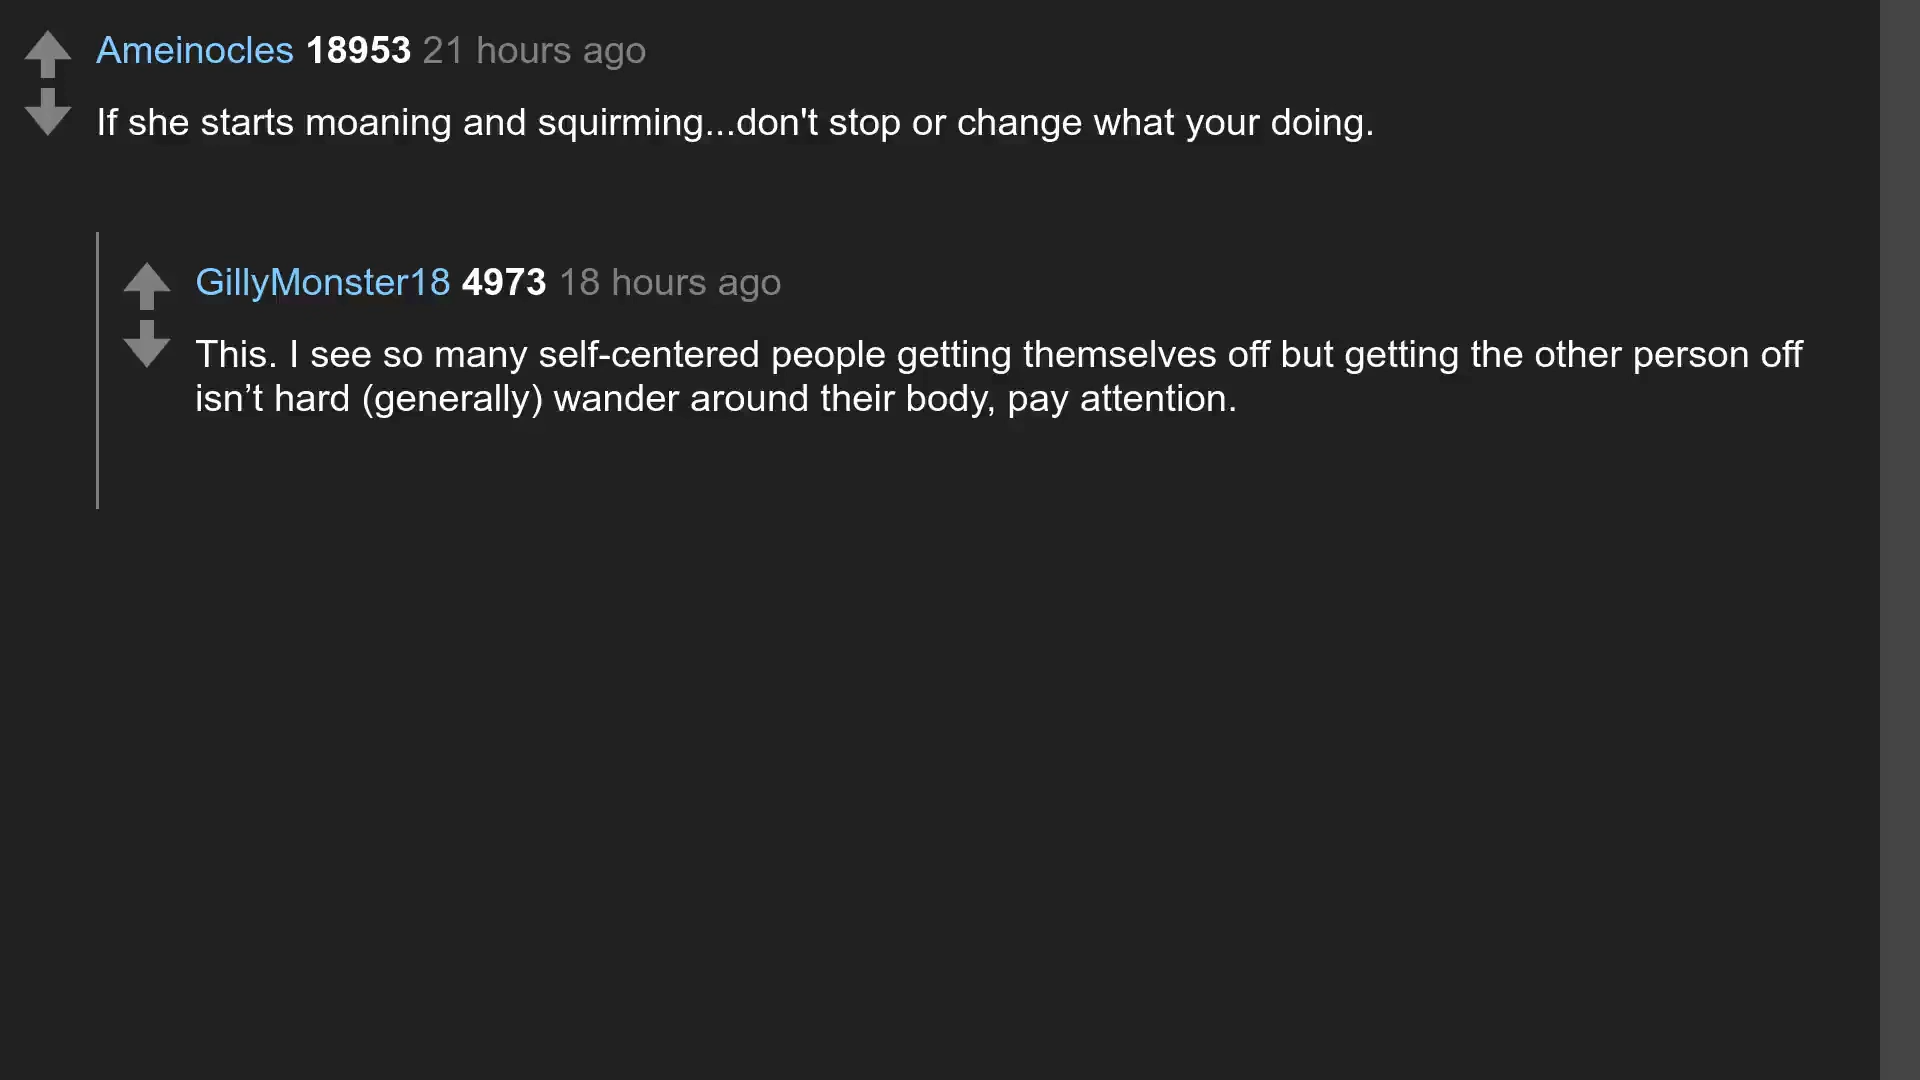 Ameinocles 18953 21 hours ago
If she starts moaning and squirming...don't stop or change what your doing.
GillyMonster18 4973 18 hours ago
This. I see so many self-centered people getting themselves off but getting the other person off
isn’t hard (generally) wander around their body, pay attention.